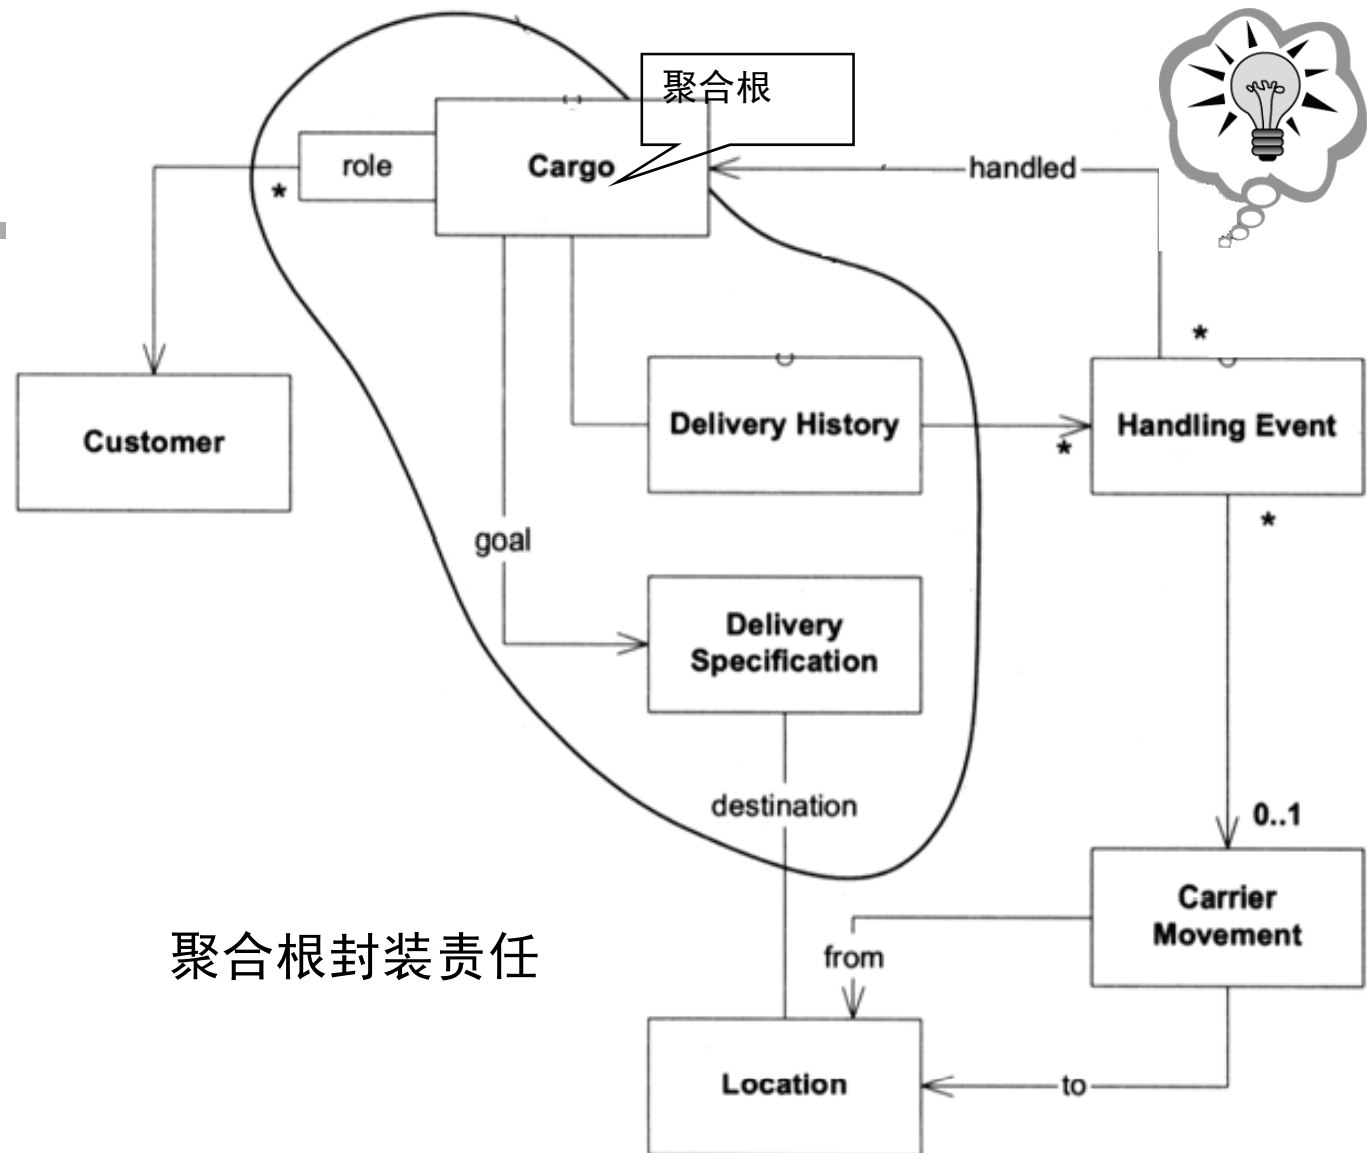 聚合根
role
Cargo
handled
*
*
Customer
Delivery History
*
Handling Event
*
goal
Delivery
Specification
destination
0..1
Carrier
Movement
聚合根封装责任
from
Location
to